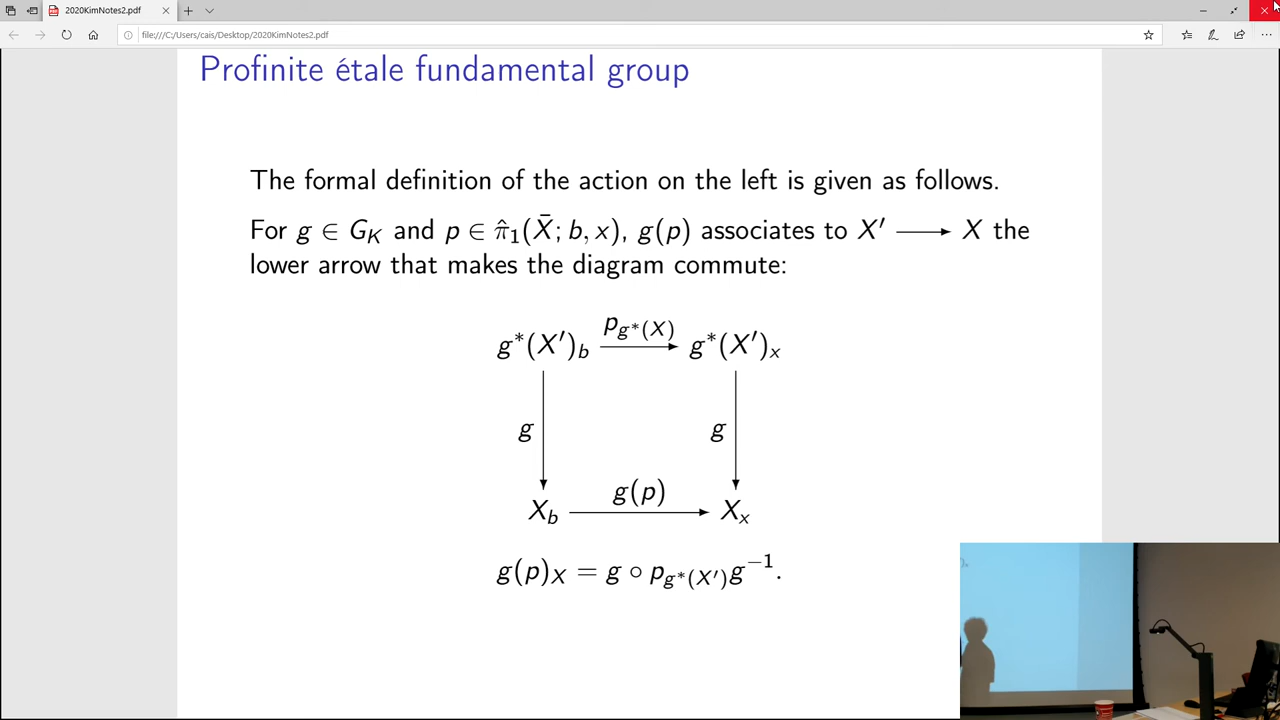 2020KimNotes2.pdf
file:///C:/Users/cais/Desktop/2020KimNotes2.pdf
Profinite étale fundamental group
The formal definition of the action on the left is given as follows.
For g ∈ G_K and p ∈ π̂₁(X̄; b, x), g(p) associates to X′ ⟶ X the
lower arrow that makes the diagram commute:
g*(X′)_b p_{g*(X)} g*(X′)_x
g g
X_b g(p) X_x
g(p)_X = g ∘ p_{g*(X′)}g⁻¹.